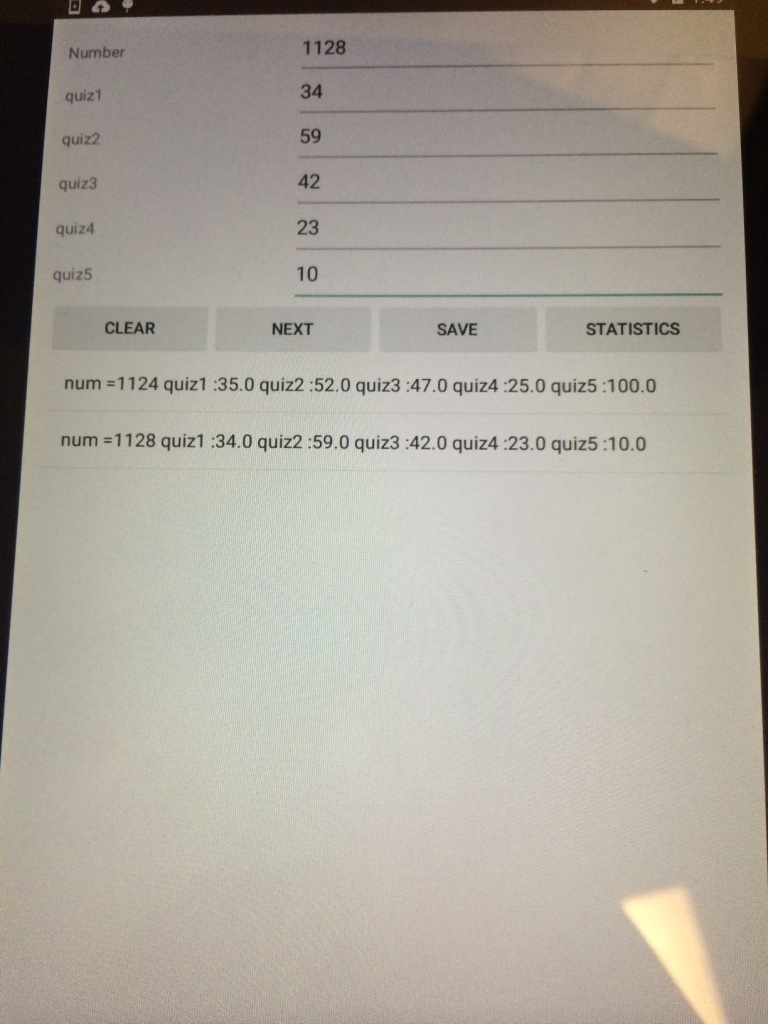 Number 1128
quiz1 34
quiz2 59
quiz3 42
quiz4 23
quiz5 10
CLEAR NEXT SAVE STATISTICS
num =1124 quiz1 :35.0 quiz2 :52.0 quiz3 :47.0 quiz4 :25.0 quiz5 :100.0
num =1128 quiz1 :34.0 quiz2 :59.0 quiz3 :42.0 quiz4 :23.0 quiz5 :10.0